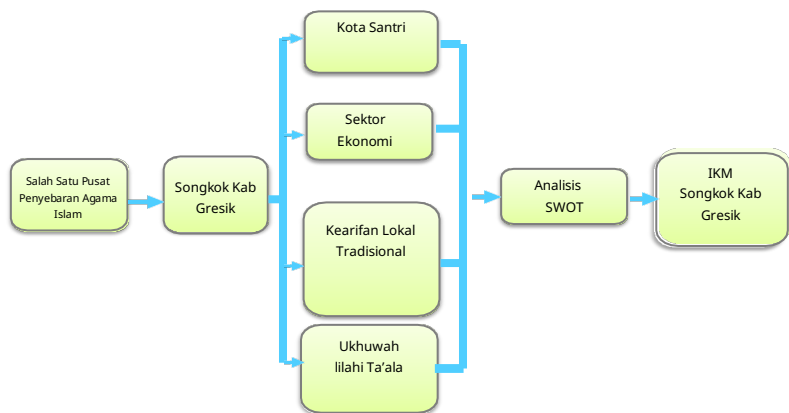 Salah Satu Pusat
Penyebaran Agama
Islam
Songkok Kab
Gresik
Kota Santri
Sektor
Ekonomi
Kearifan Lokal
Tradisional
Ukhuwah
lilahi Ta’ala
Analisis
SWOT
IKM
Songkok Kab
Gresik